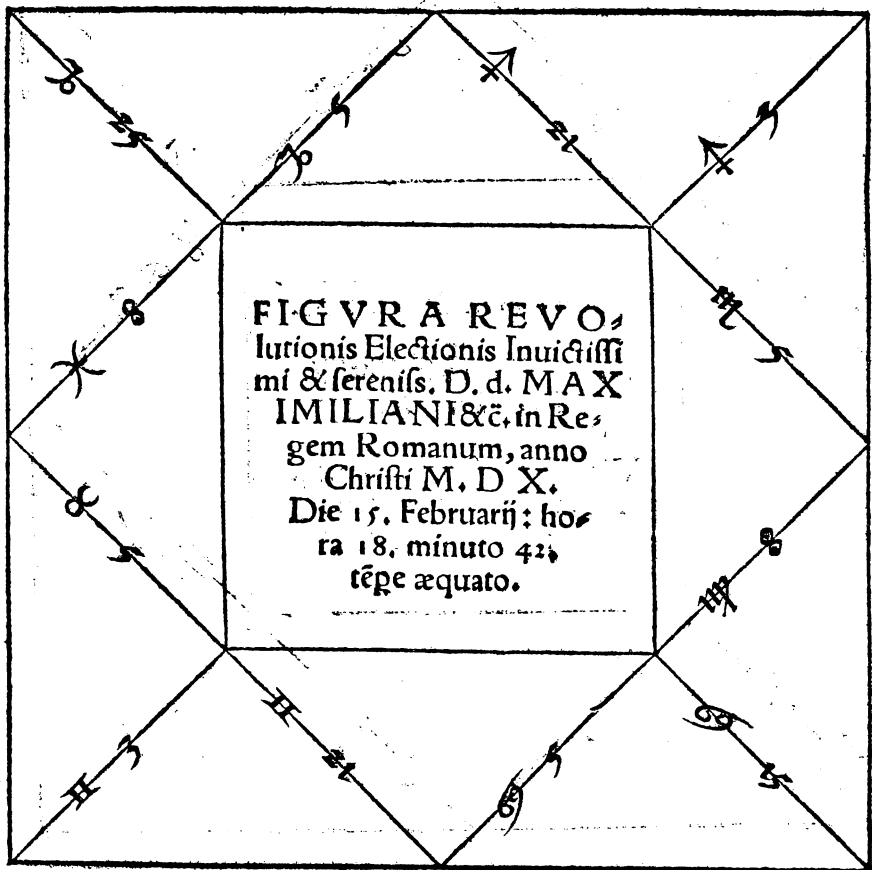 FIGVRA REVO⸗
lutionis Electionis Inuictiſſi
mi & ſereniſs. D. d. MAX
IMILIANI &c̄. in Re⸗
gem Romanum, anno
Chriſti M. D X.
Die 15. Februarij: ho⸗
ra 18. minuto 42.
tēꝑe æquato.